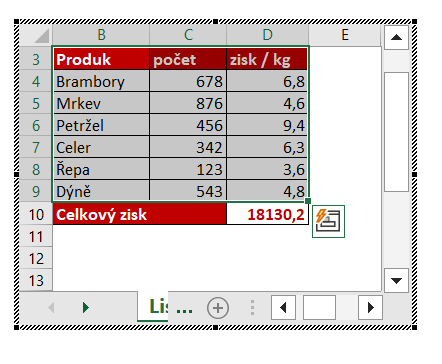 B C D E
3 Produk počet zisk / kg
4 Brambory 678 6,8
5 Mrkev 876 4,6
6 Petržel 456 9,4
7 Celer 342 6,3
8 Řepa 123 3,6
9 Dýně 543 4,8
10 Celkový zisk 18130,2
11
12
13
Lis ...